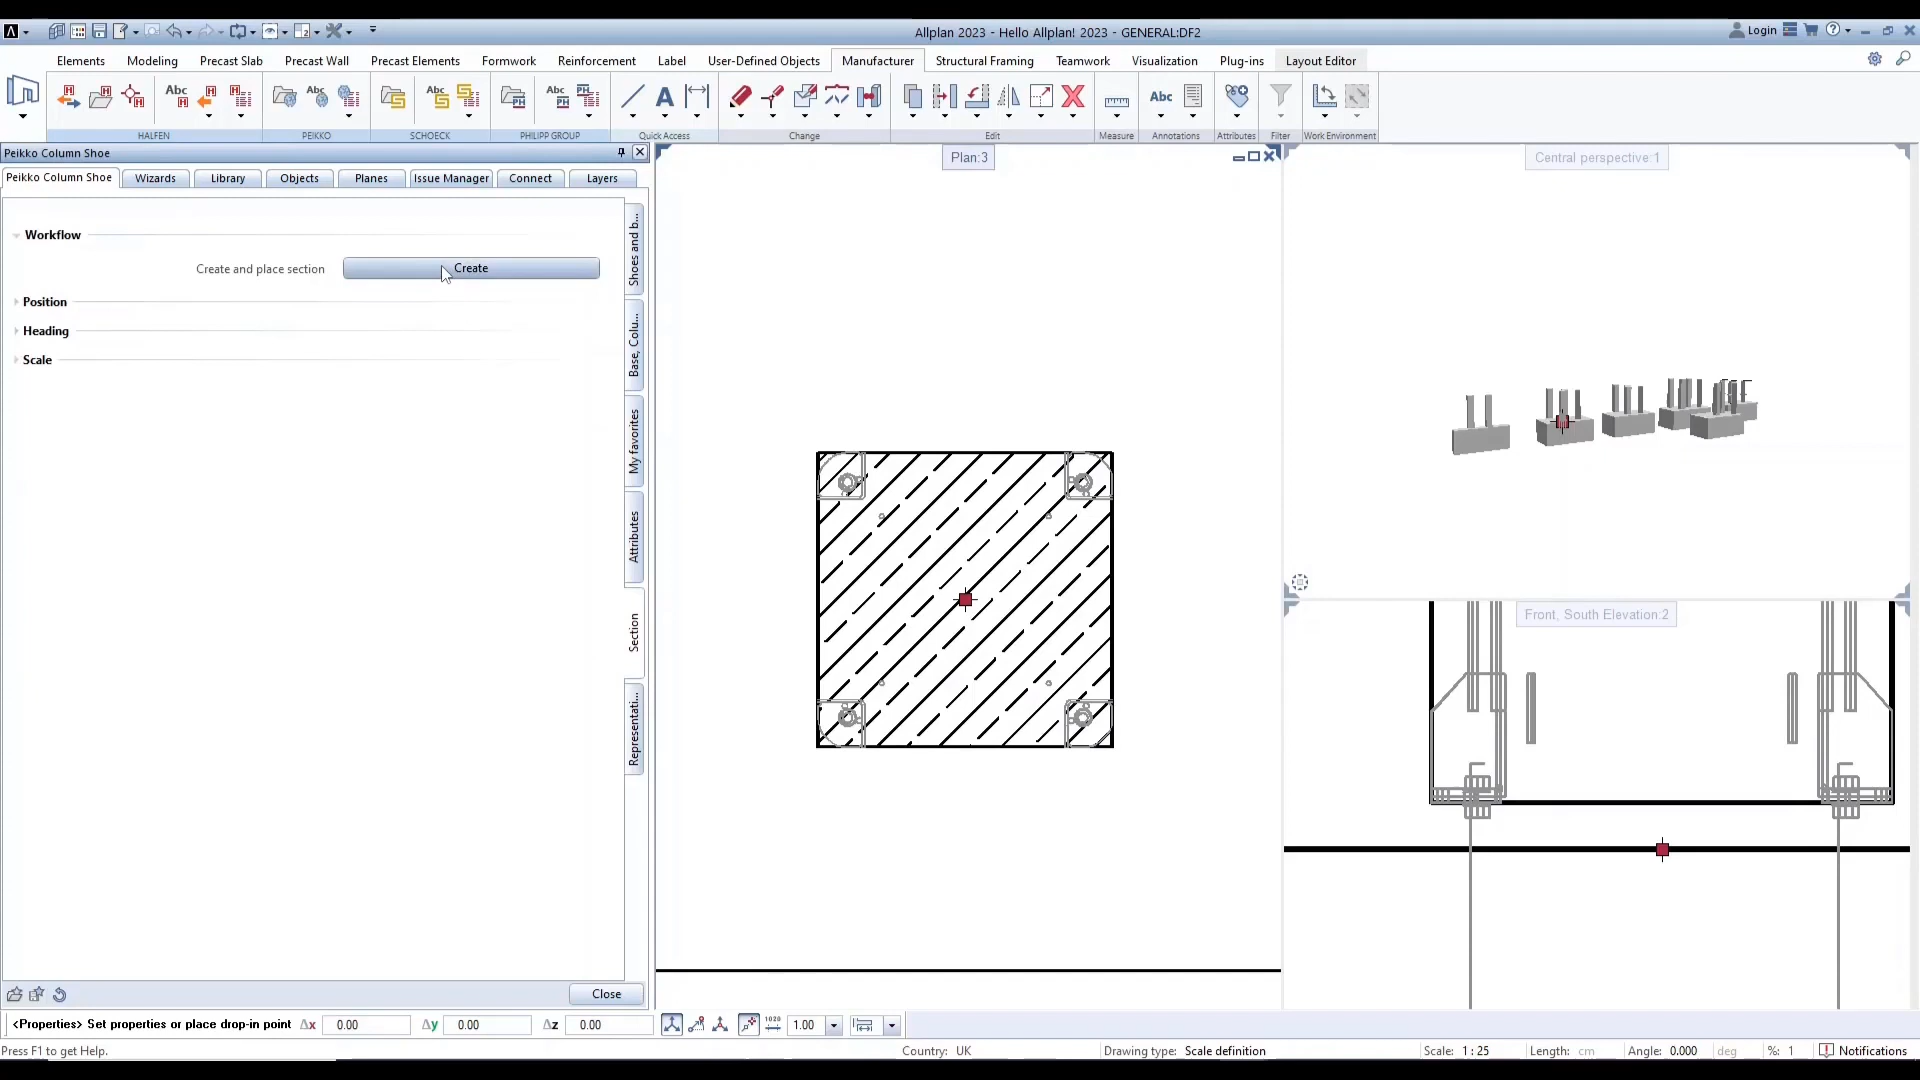 Allplan 2023 - Hello Allplan! 2023 - GENERAL:DF2
Login
Elements Modeling Precast Slab Precast Wall Precast Elements Formwork Reinforcement Label User-Defined Objects Manufacturer Structural Framing Teamwork Visualization Plug-ins Layout Editor
Abc Abc Abc Abc Abc
HALFEN PEIKKO SCHOECK PHILIPP GROUP Quick Access Change Edit Measure Annotations Attributes Filter Work Environment
Peikko Column Shoe
Peikko Column Shoe Wizards Library Objects Planes Issue Manager Connect Layers
Workflow
Create and place section Create
Position
Heading
Scale
Shoes and b...
Base, Colu...
My favorites
Attributes
Section
Representati...
Close
Plan:3
Central perspective:1
Front, South Elevation:2
<Properties> Set properties or place drop-in point Δx 0.00 Δy 0.00 Δz 0.00 1020 1.00
Press F1 to get Help. Country: UK Drawing type: Scale definition Scale: 1 : 25 Length: cm Angle: 0.000 deg %: 1 Notifications